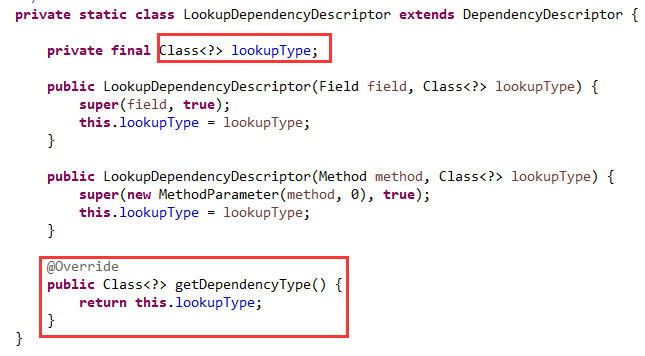 private static class LookupDependencyDescriptor extends DependencyDescriptor {
private final Class<?> lookupType;
public LookupDependencyDescriptor(Field field, Class<?> lookupType) {
super(field, true);
this.lookupType = lookupType;
}
public LookupDependencyDescriptor(Method method, Class<?> lookupType) {
super(new MethodParameter(method, 0), true);
this.lookupType = lookupType;
}
@Override
public Class<?> getDependencyType() {
return this.lookupType;
}
}